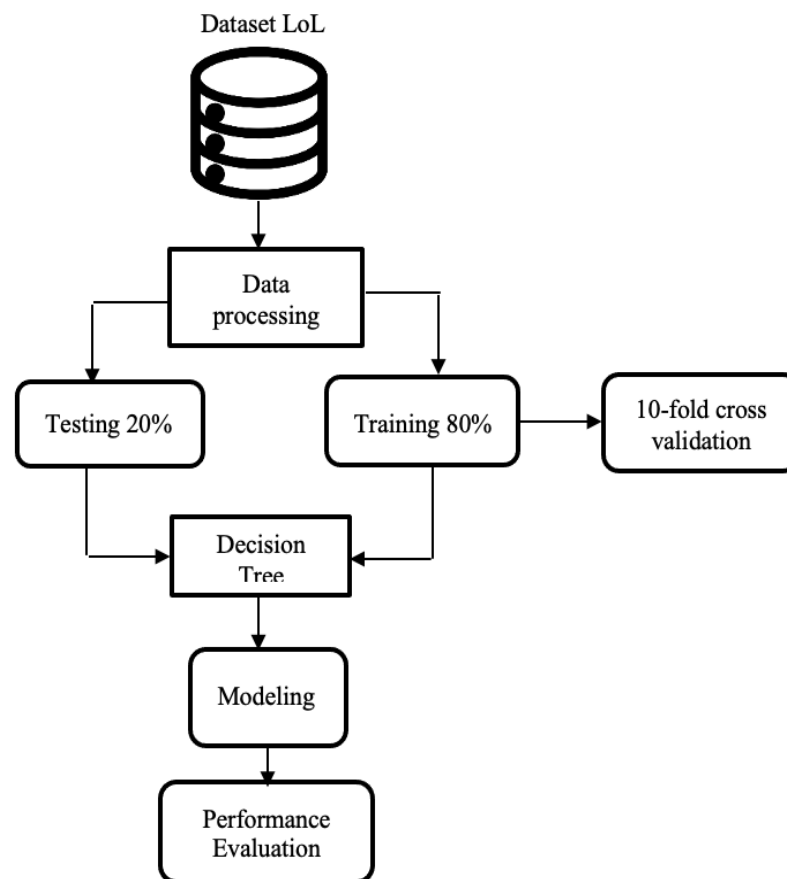 Dataset LoL
Data
processing
Testing 20%
Training 80%
10-fold cross
validation
Decision
Tree
Modeling
Performance
Evaluation